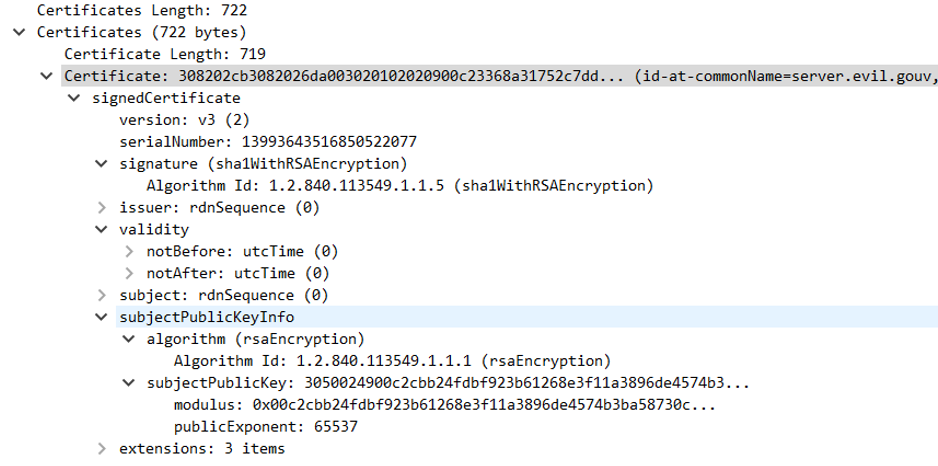 Certificates Length: 722
Certificates (722 bytes)
Certificate Length: 719
Certificate: 308202cb3082026da003020102020900c23368a31752c7dd... (id-at-commonName=server.evil.gouv,
signedCertificate
version: v3 (2)
serialNumber: 13993643516850522077
signature (sha1WithRSAEncryption)
Algorithm Id: 1.2.840.113549.1.1.5 (sha1WithRSAEncryption)
issuer: rdnSequence (0)
validity
notBefore: utcTime (0)
notAfter: utcTime (0)
subject: rdnSequence (0)
subjectPublicKeyInfo
algorithm (rsaEncryption)
Algorithm Id: 1.2.840.113549.1.1.1 (rsaEncryption)
subjectPublicKey: 3050024900c2cbb24fdbf923b61268e3f11a3896de4574b3...
modulus: 0x00c2cbb24fdbf923b61268e3f11a3896de4574b3ba58730c...
publicExponent: 65537
extensions: 3 items